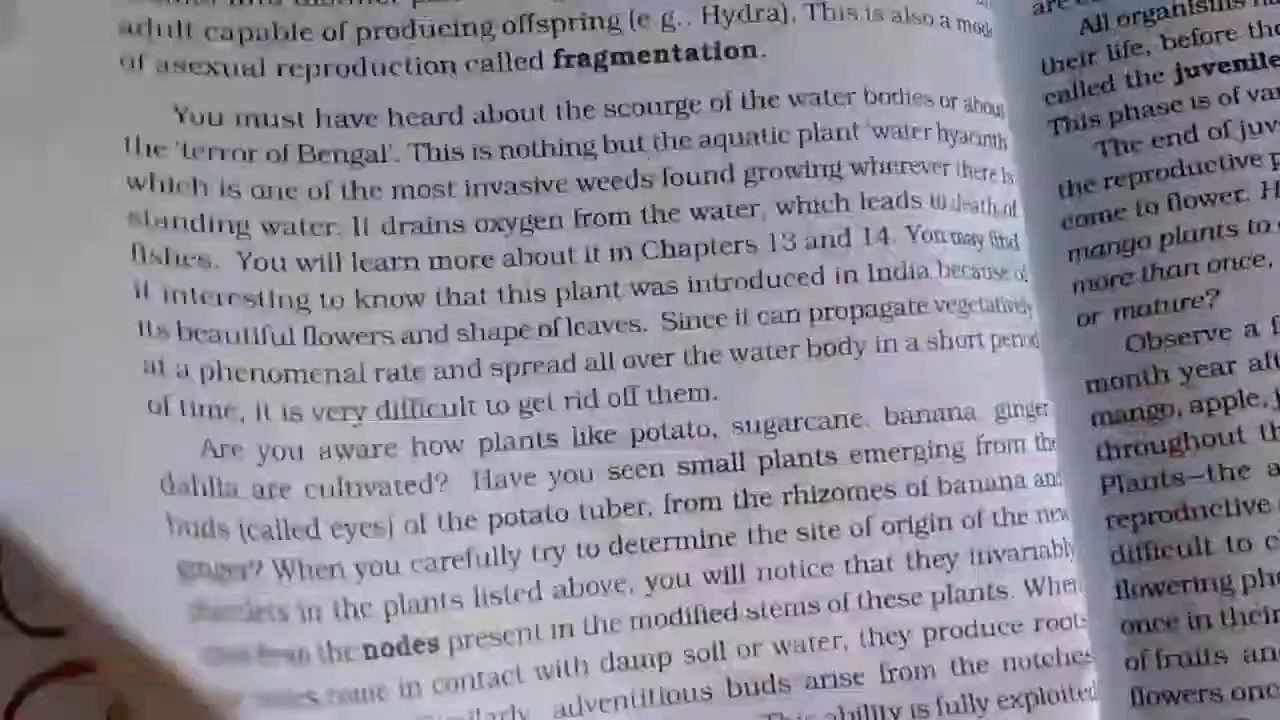 adult capable of producing offspring (e g., Hydra). This is also a mode
of asexual reproduction called fragmentation.
You must have heard about the scourge of the water bodies or about
the 'terror of Bengal'. This is nothing but the aquatic plant 'water hyacinth
which is one of the most invasive weeds found growing wherever there is
standing water. It drains oxygen from the water, which leads to death of
fishes. You will learn more about it in Chapters 13 and 14. You may find
it interesting to know that this plant was introduced in India because of
its beautiful flowers and shape of leaves. Since it can propagate vegetatively
at a phenomenal rate and spread all over the water body in a short period
of time, it is very difficult to get rid off them.
Are you aware how plants like potato, sugarcane, banana, ginger
dahlia are cultivated? Have you seen small plants emerging from the
buds (called eyes) of the potato tuber, from the rhizomes of banana and
ginger? When you carefully try to determine the site of origin of the new
in the plants listed above, you will notice that they invariably
the nodes present in the modified stems of these plants. When
come in contact with damp soil or water, they produce roots
adventitious buds arise from the notches
ability is fully exploited
All organisms
their life, before the
called the juvenile
This phase is of
The end of
the reproductive
come to flower.
mango plants to
more than once,
or mature?
Observe a
month year
mango, apple,
throughout
Plants—the
reproductive
difficult to
flowering
once in their
of fruits
flowers